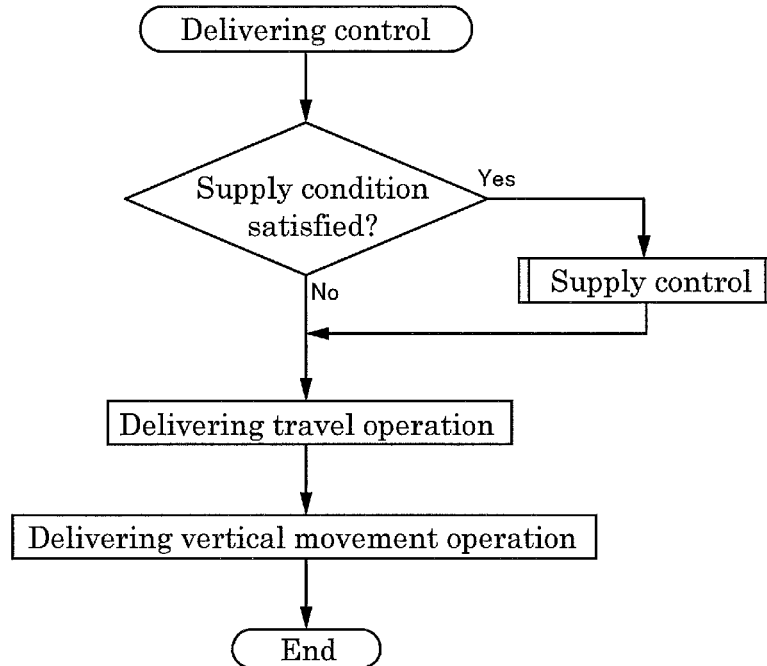 Delivering control
Supply condition
satisfied?
Yes
Supply control
No
Delivering travel operation
Delivering vertical movement operation
End